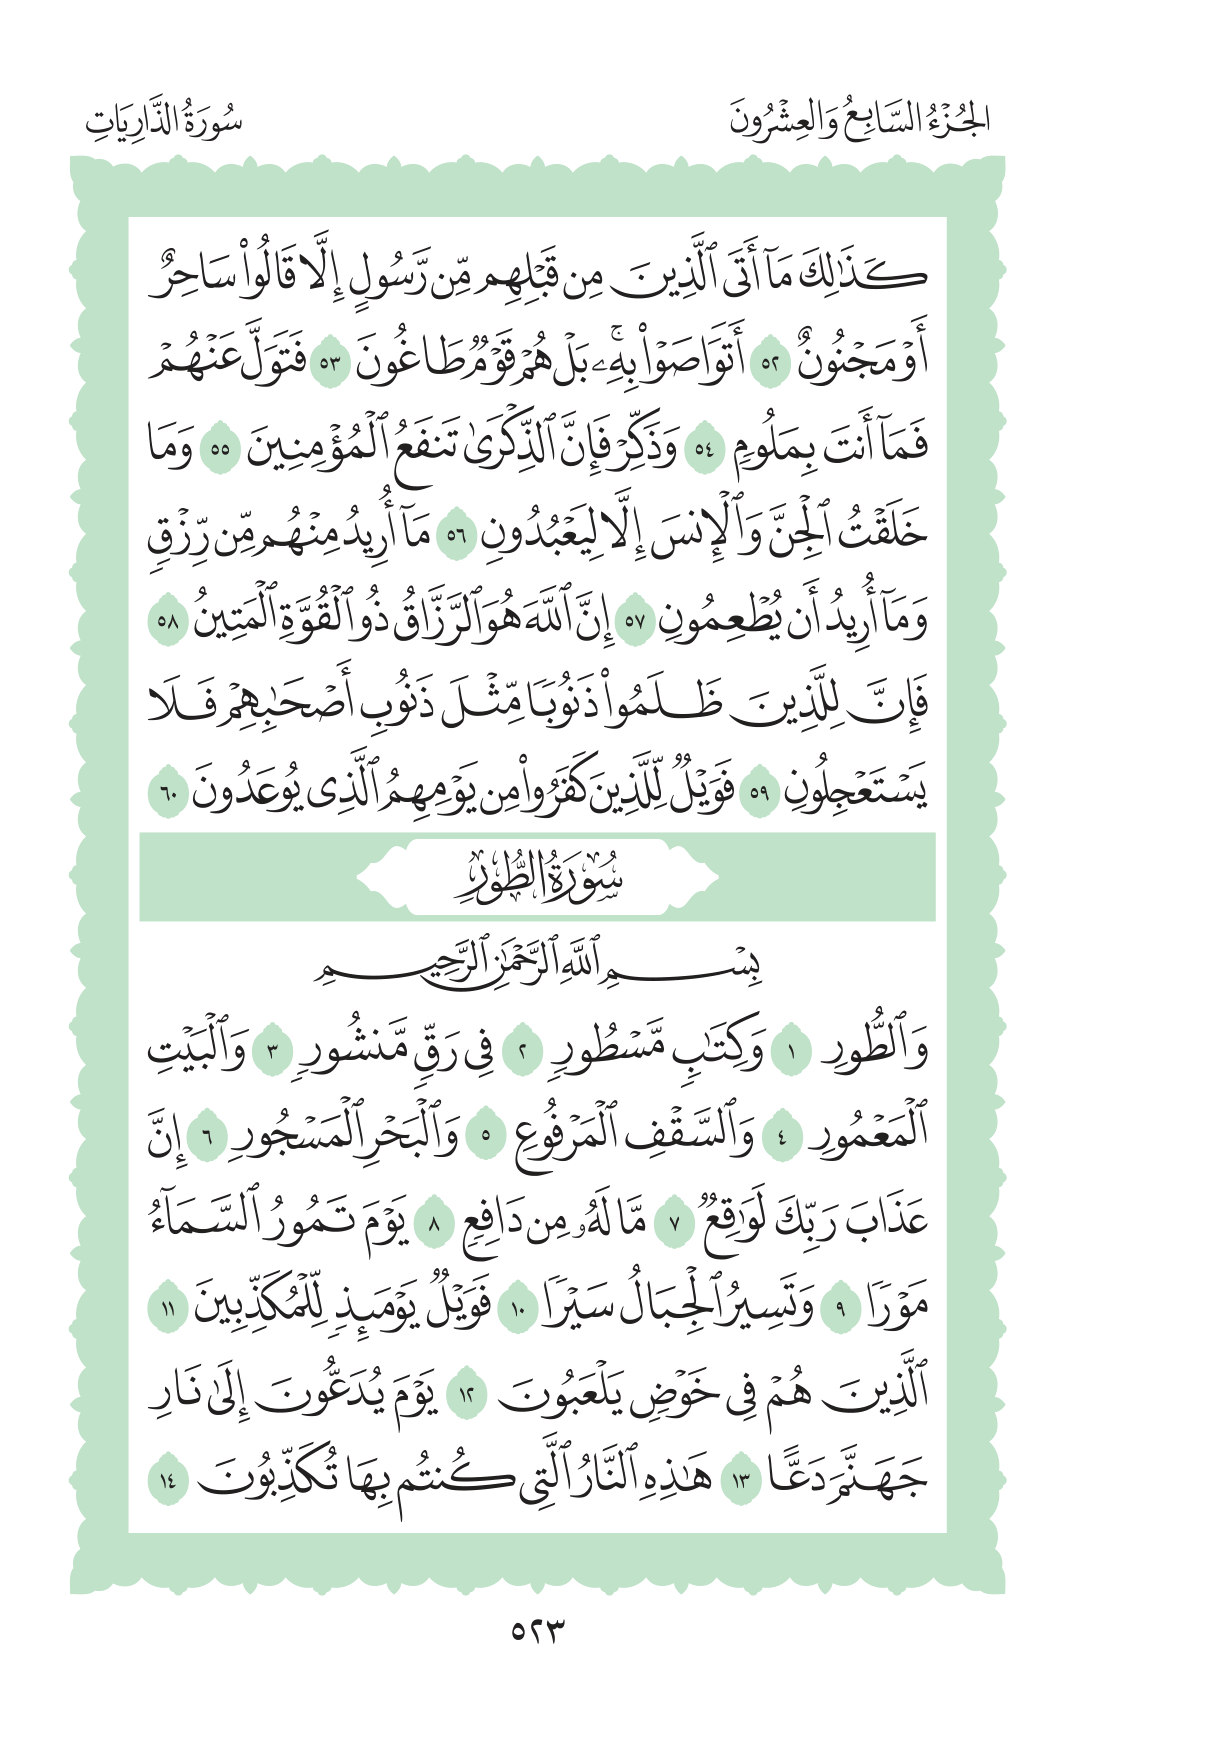 الجُزْءُ السَّابِعُ وَالعِشْرُونَ
سُورَةُ الذَّارِيَاتِ
كَذَٰلِكَ مَآ أَتَى ٱلَّذِينَ مِن قَبْلِهِم مِّن رَّسُولٍ إِلَّا قَالُوا۟ سَاحِرٌ
أَوْ مَجْنُونٌ ٥٢ أَتَوَاصَوْا۟ بِهِۦۚ بَلْ هُمْ قَوْمٌ طَاغُونَ ٥٣ فَتَوَلَّ عَنْهُمْ
فَمَآ أَنتَ بِمَلُومٍ ٥٤ وَذَكِّرْ فَإِنَّ ٱلذِّكْرَىٰ تَنفَعُ ٱلْمُؤْمِنِينَ ٥٥ وَمَا
خَلَقْتُ ٱلْجِنَّ وَٱلْإِنسَ إِلَّا لِيَعْبُدُونِ ٥٦ مَآ أُرِيدُ مِنْهُم مِّن رِّزْقٍ
وَمَآ أُرِيدُ أَن يُطْعِمُونِ ٥٧ إِنَّ ٱللَّهَ هُوَ ٱلرَّزَّاقُ ذُو ٱلْقُوَّةِ ٱلْمَتِينُ ٥٨
فَإِنَّ لِلَّذِينَ ظَلَمُوا۟ ذَنُوبًا مِّثْلَ ذَنُوبِ أَصْحَٰبِهِمْ فَلَا
يَسْتَعْجِلُونِ ٥٩ فَوَيْلٌ لِّلَّذِينَ كَفَرُوا۟ مِن يَوْمِهِمُ ٱلَّذِى يُوعَدُونَ ٦٠
سُورَةُ الطُّورِ
بِسْمِ ٱللَّهِ ٱلرَّحْمَٰنِ ٱلرَّحِيمِ
وَٱلطُّورِ ١ وَكِتَٰبٍ مَّسْطُورٍ ٢ فِى رَقٍّ مَّنشُورٍ ٣ وَٱلْبَيْتِ
ٱلْمَعْمُورِ ٤ وَٱلسَّقْفِ ٱلْمَرْفُوعِ ٥ وَٱلْبَحْرِ ٱلْمَسْجُورِ ٦ إِنَّ
عَذَابَ رَبِّكَ لَوَٰقِعٌ ٧ مَّا لَهُۥ مِن دَافِعٍ ٨ يَوْمَ تَمُورُ ٱلسَّمَآءُ
مَوْرًا ٩ وَتَسِيرُ ٱلْجِبَالُ سَيْرًا ١٠ فَوَيْلٌ يَوْمَئِذٍ لِّلْمُكَذِّبِينَ ١١
ٱلَّذِينَ هُمْ فِى خَوْضٍ يَلْعَبُونَ ١٢ يَوْمَ يُدَعُّونَ إِلَىٰ نَارِ
جَهَنَّمَ دَعًّا ١٣ هَٰذِهِ ٱلنَّارُ ٱلَّتِى كُنتُم بِهَا تُكَذِّبُونَ ١٤
٥٢٣